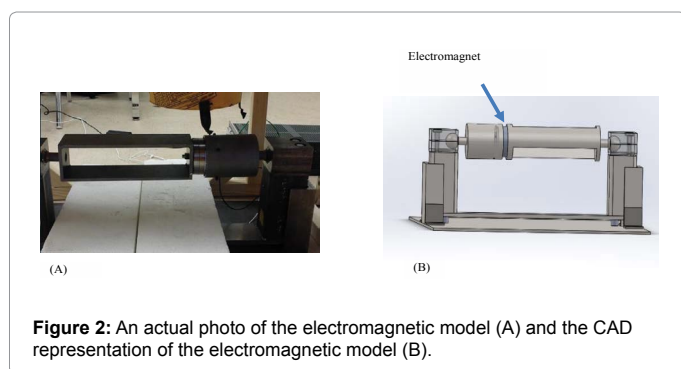 Electromagnet
(A)
(B)
Figure 2: An actual photo of the electromagnetic model (A) and the CAD
representation of the electromagnetic model (B).